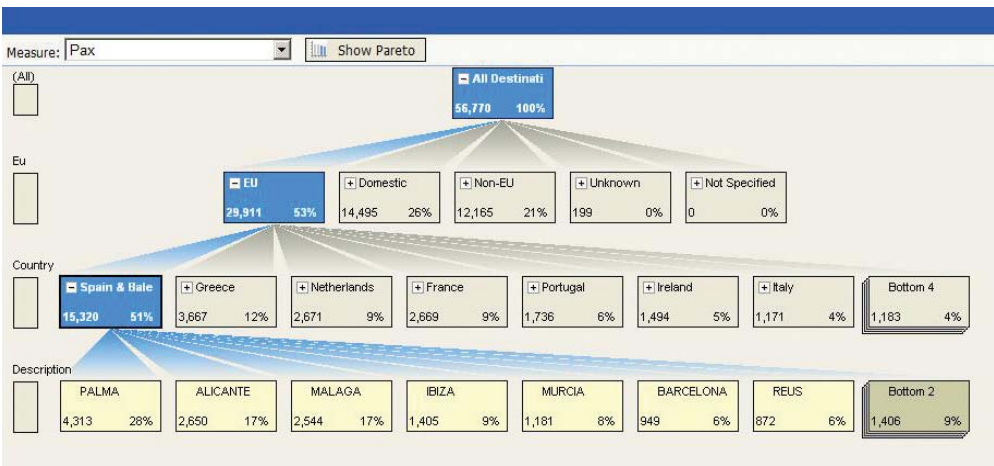 Measure: Pax Show Pareto
(All)
All Destinati
56,770 100%
Eu
EU
29,911 53%
Domestic
14,495 26%
Non-EU
12,165 21%
Unknown
199 0%
Not Specified
0 0%
Country
Spain & Bale
15,320 51%
Greece
3,667 12%
Netherlands
2,671 9%
France
2,669 9%
Portugal
1,736 6%
Ireland
1,494 5%
Italy
1,171 4%
Bottom 4
1,183 4%
Description
PALMA
4,313 28%
ALICANTE
2,650 17%
MALAGA
2,544 17%
IBIZA
1,405 9%
MURCIA
1,181 8%
BARCELONA
949 6%
REUS
872 6%
Bottom 2
1,406 9%